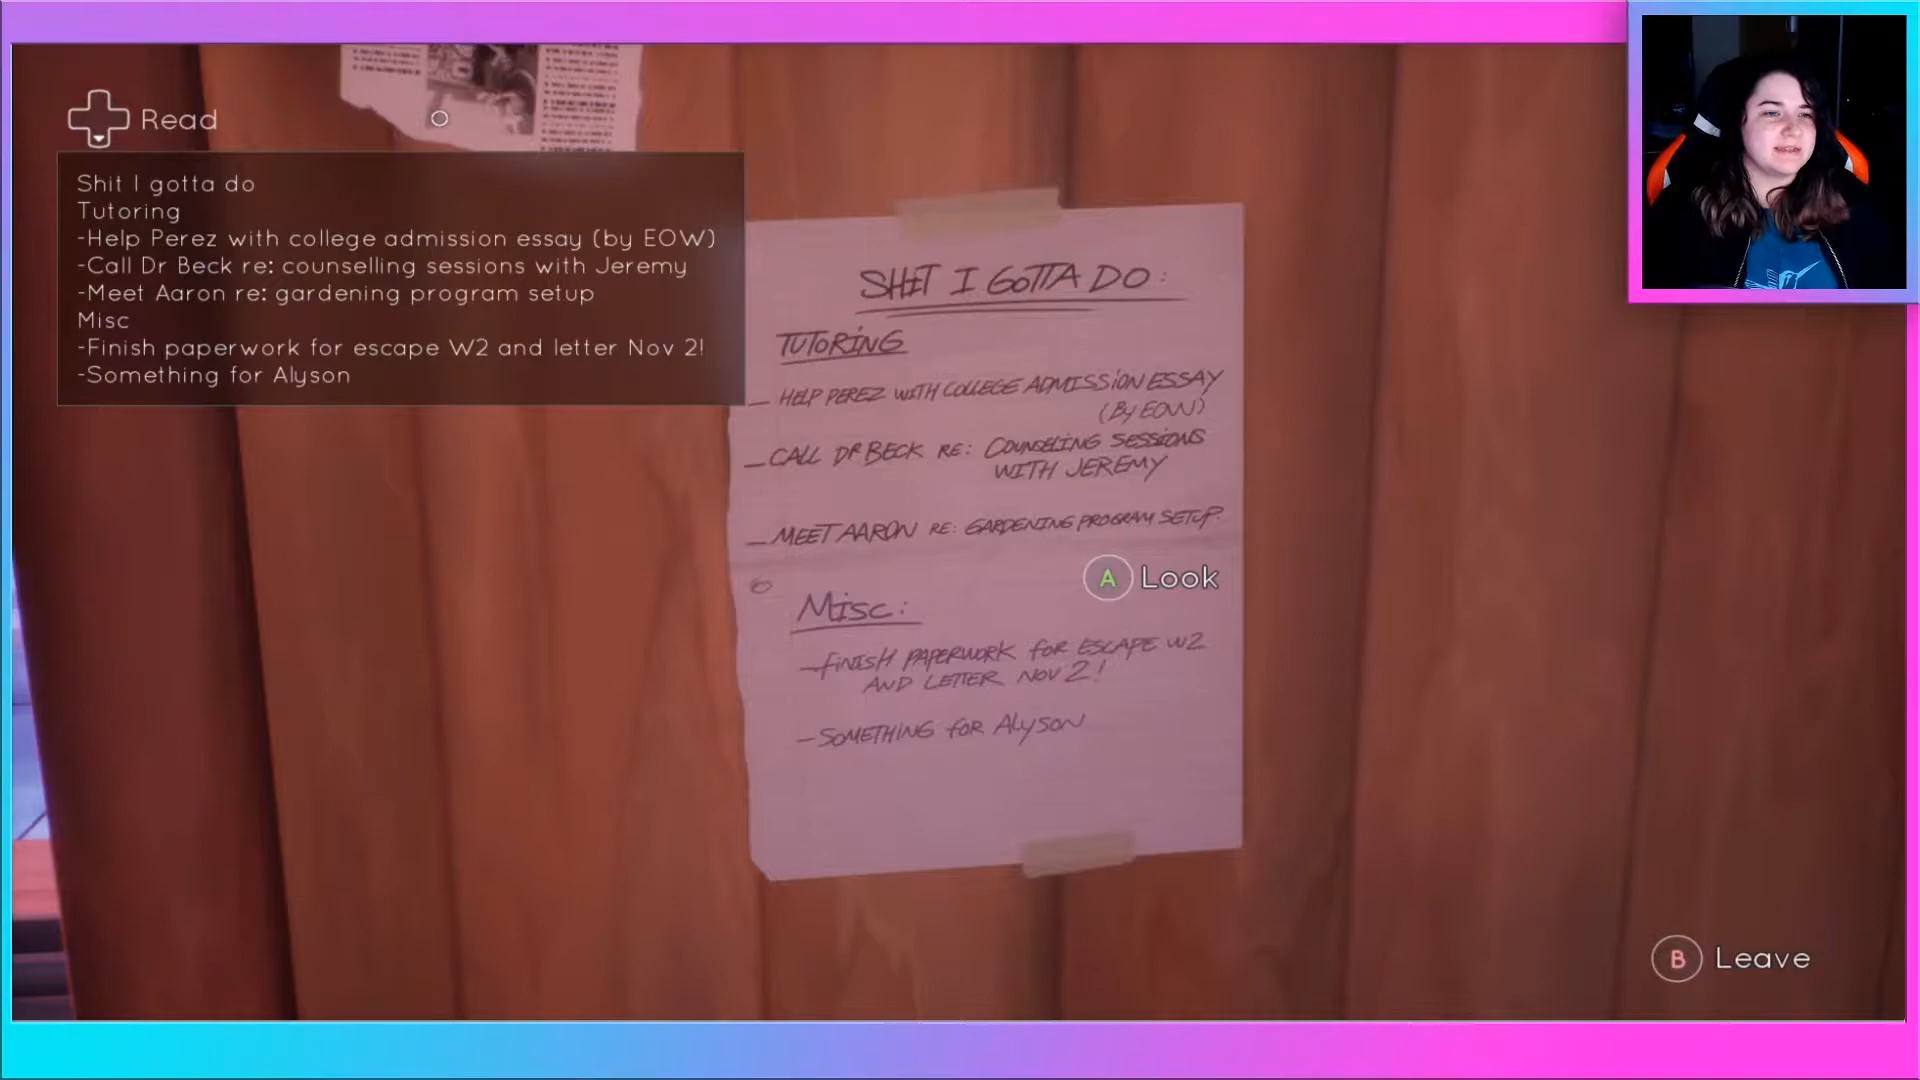 Read
Shit I gotta do
Tutoring
-Help Perez with college admission essay (by EOW)
-Call Dr Beck re: counselling sessions with Jeremy
-Meet Aaron re: gardening program setup
Misc
-Finish paperwork for escape W2 and letter Nov 2!
-Something for Alyson
SHIT I GOTTA DO:
TUTORING
- HELP PEREZ WITH COLLEGE ADMISSION ESSAY
(By EOW)
- CALL DR BECK RE: COUNSELING SESSIONS
WITH JEREMY
- MEET AARON RE: GARDENING PROGRAM SETUP.
A Look
Misc:
- FINISH PAPERWORK for ESCAPE W2
AND LETTER NOV 2!
- SOMETHING for Alyson
B Leave